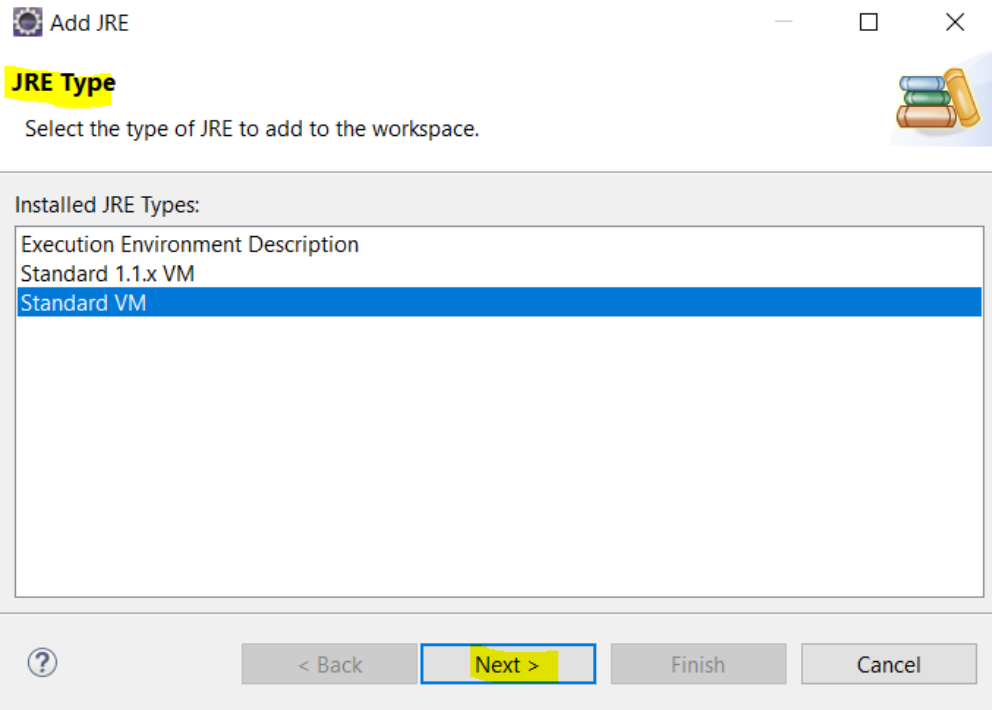 Add JRE
JRE Type
Select the type of JRE to add to the workspace.
Installed JRE Types:
Execution Environment Description
Standard 1.1.x VM
Standard VM
?
< Back
Next >
Finish
Cancel